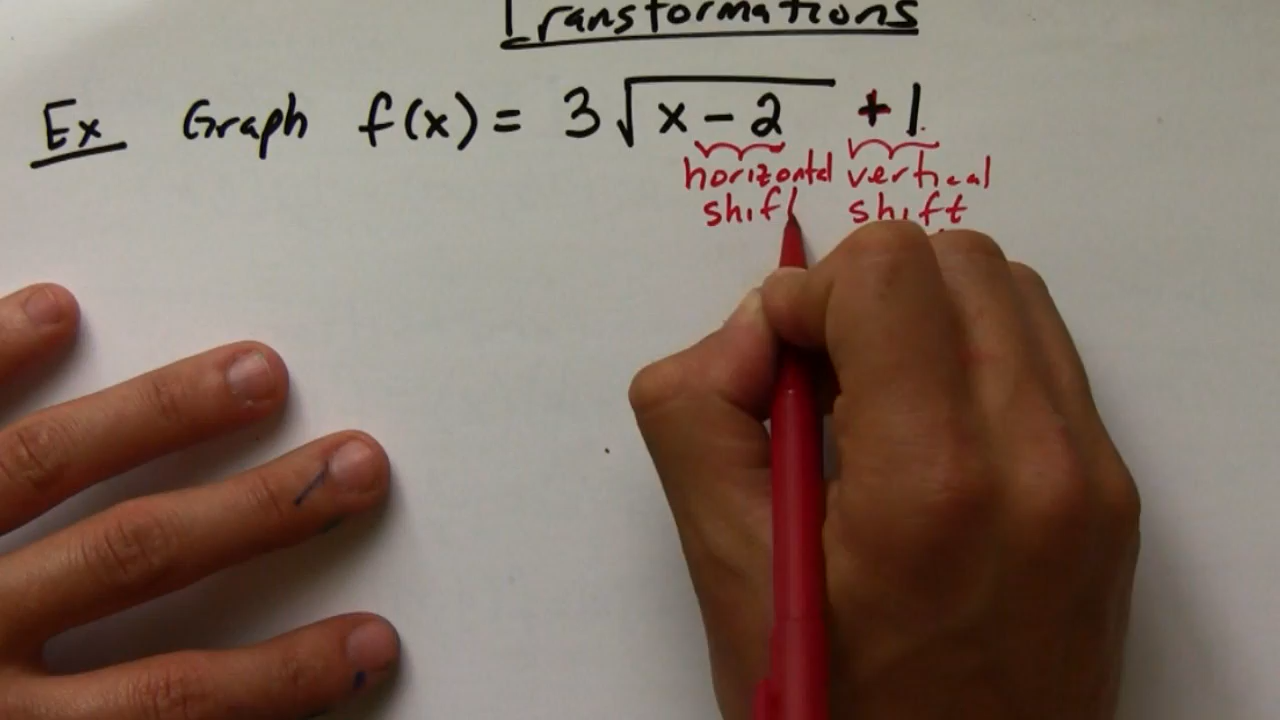 Transformations
Ex Graph f(x) = 3√(x - 2) + 1
horizontal vertical
shift shift